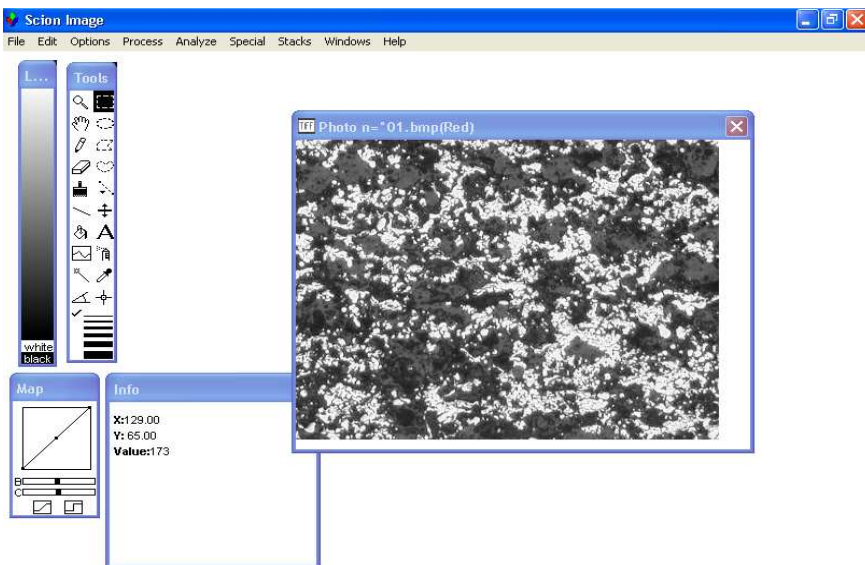 Scion Image
File Edit Options Process Analyze Special Stacks Windows Help
L...
Tools
A
white
black
TIFF Photo n=°01.bmp(Red)
Map
B
C
Info
X:129.00
Y: 65.00
Value:173